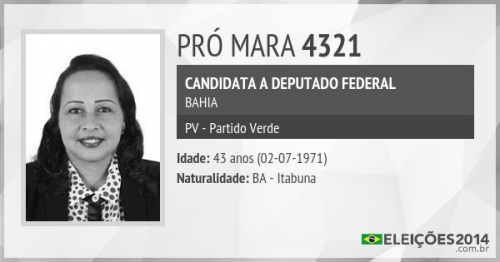 PRÓ MARA 4321
CANDIDATA A DEPUTADO FEDERAL
BAHIA
PV - Partido Verde
Idade: 43 anos (02-07-1971)
Naturalidade: BA - Itabuna
ELEIÇÕES2014
.com.br